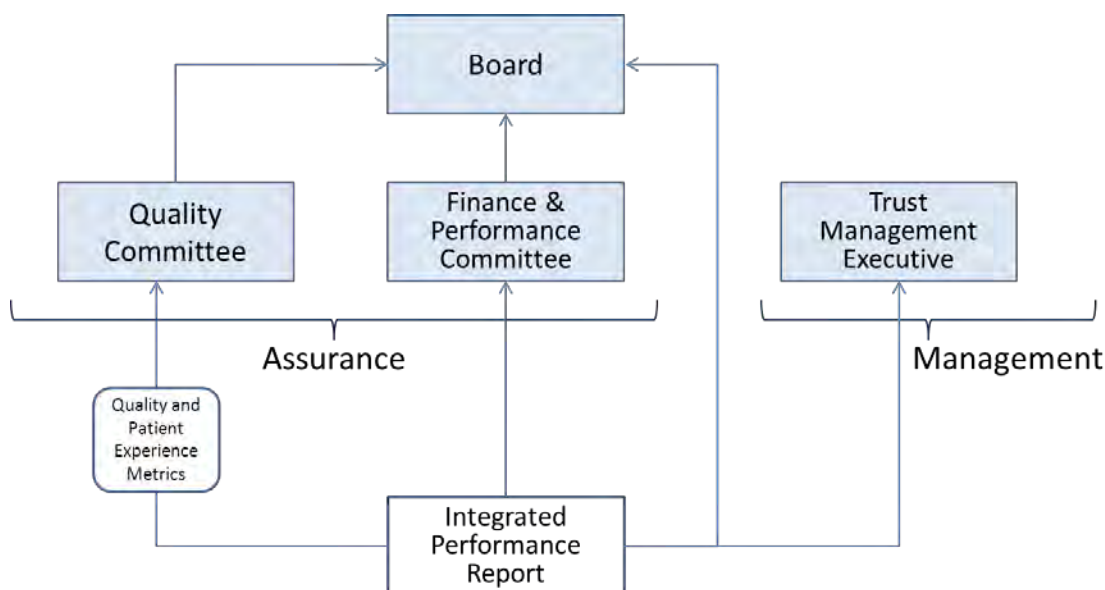 Board
Quality
Committee
Finance &
Performance
Committee
Trust
Management
Executive
Assurance
Management
Quality and
Patient
Experience
Metrics
Integrated
Performance
Report